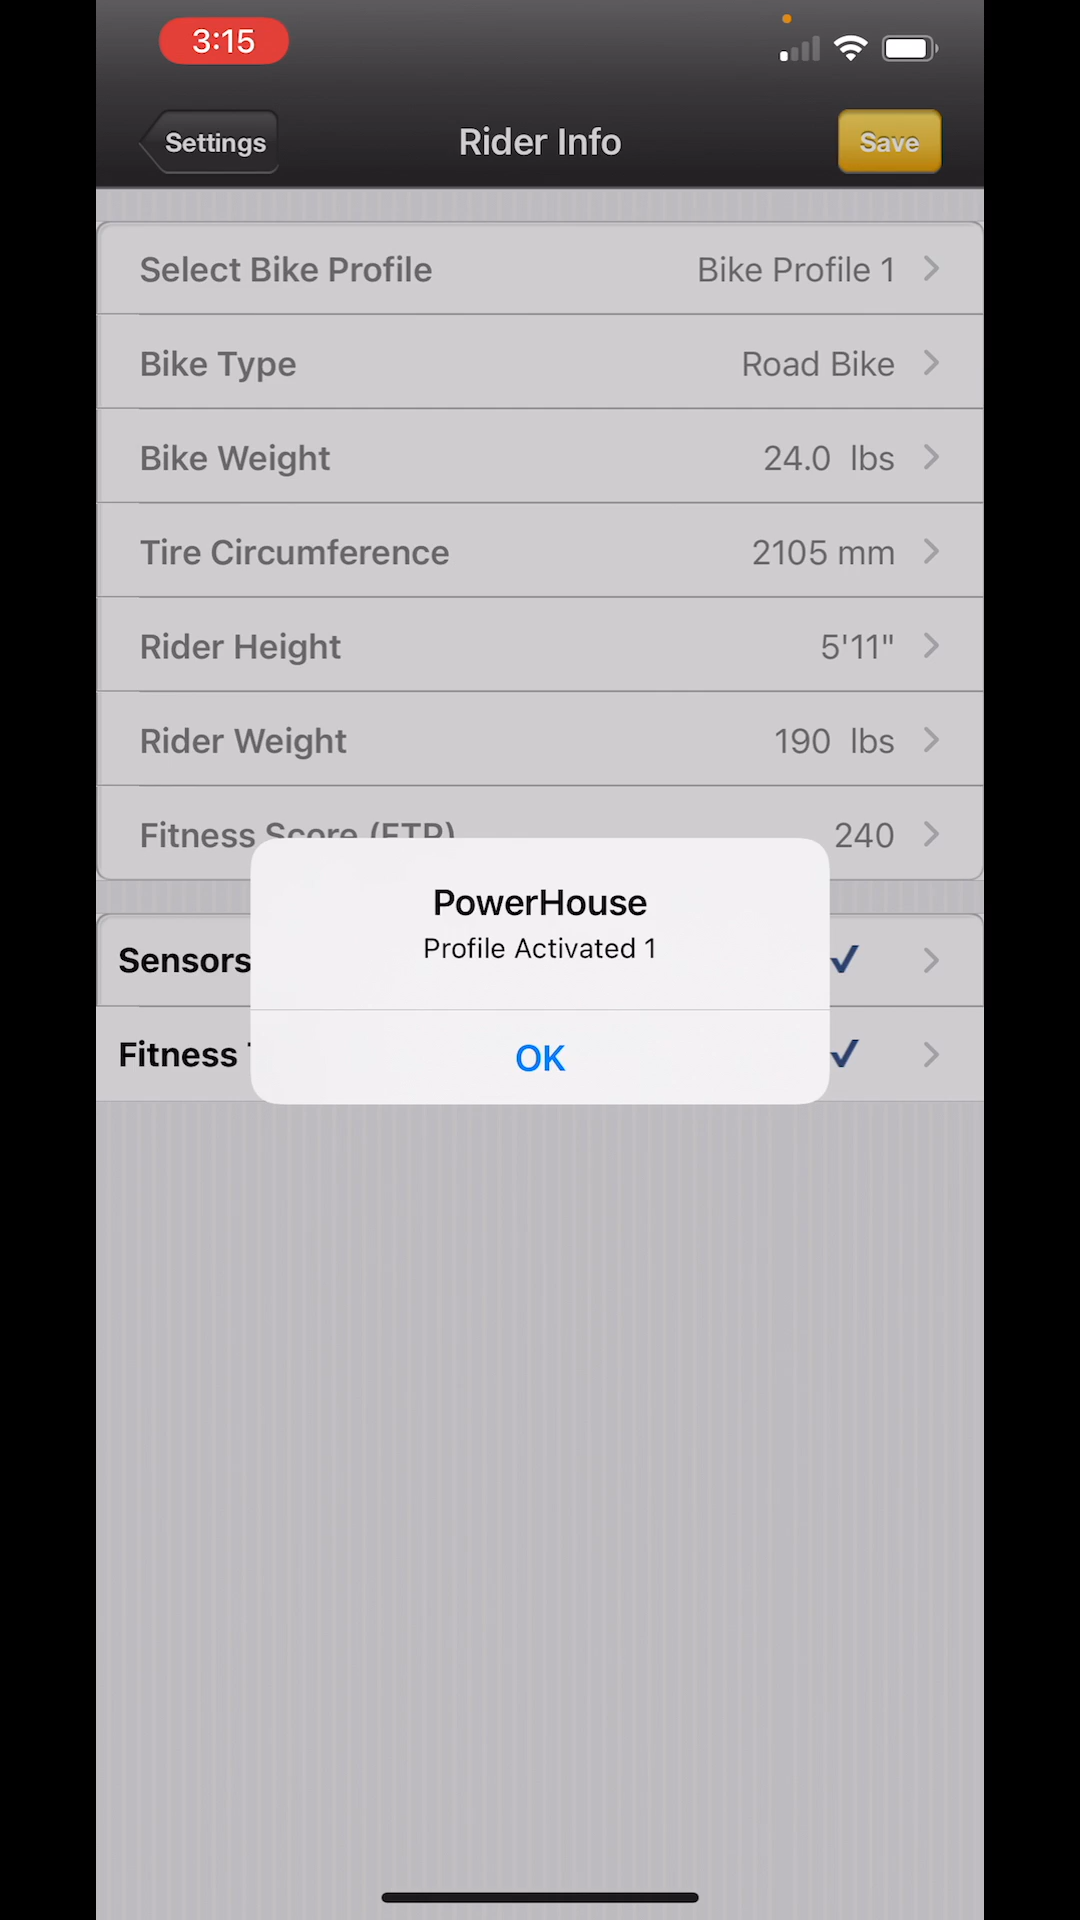 3:15
Settings
Rider Info
Save
Select Bike Profile Bike Profile 1
Bike Type Road Bike
Bike Weight 24.0 lbs
Tire Circumference 2105 mm
Rider Height 5'11"
Rider Weight 190 lbs
Fitness Score (FTP) 240
PowerHouse
Profile Activated 1
Sensors
OK
Fitness